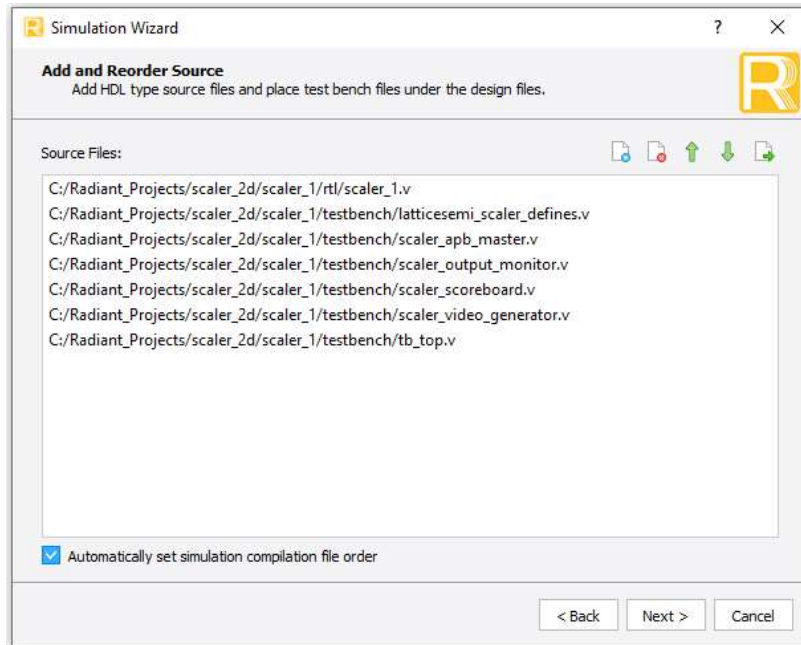 Simulation Wizard
?
Add and Reorder Source
Add HDL type source files and place test bench files under the design files.
Source Files:
C:/Radiant_Projects/scaler_2d/scaler_1/rtl/scaler_1.v
C:/Radiant_Projects/scaler_2d/scaler_1/testbench/latticesemi_scaler_defines.v
C:/Radiant_Projects/scaler_2d/scaler_1/testbench/scaler_apb_master.v
C:/Radiant_Projects/scaler_2d/scaler_1/testbench/scaler_output_monitor.v
C:/Radiant_Projects/scaler_2d/scaler_1/testbench/scaler_scoreboard.v
C:/Radiant_Projects/scaler_2d/scaler_1/testbench/scaler_video_generator.v
C:/Radiant_Projects/scaler_2d/scaler_1/testbench/tb_top.v
Automatically set simulation compilation file order
< Back Next > Cancel